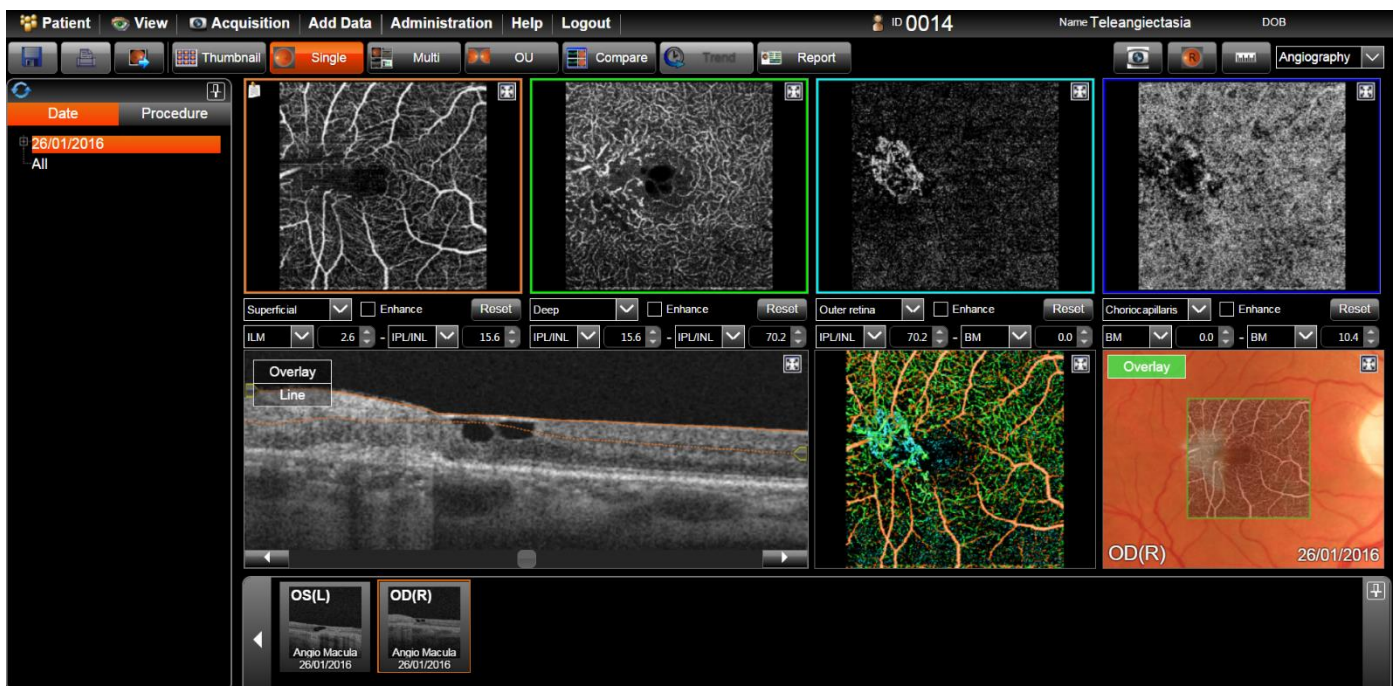 Patient View Acquisition Add Data Administration Help Logout ID 0014 Name Teleangiectasia DOB
Thumbnail Single Multi OU Compare Trend Report R Angiography
Date Procedure
26/01/2016
All
Superficial Enhance Reset Deep Enhance Reset Outer retina Enhance Reset Choriocapillaris Enhance Reset
ILM 2.6 - IPL/INL 15.6 IPL/INL 15.6 - IPL/INL 70.2 IPL/INL 70.2 - BM 0.0 BM 0.0 - BM 10.4
Overlay
Line
Overlay
OD(R) 26/01/2016
OS(L) OD(R)
Angio Macula Angio Macula
26/01/2016 26/01/2016